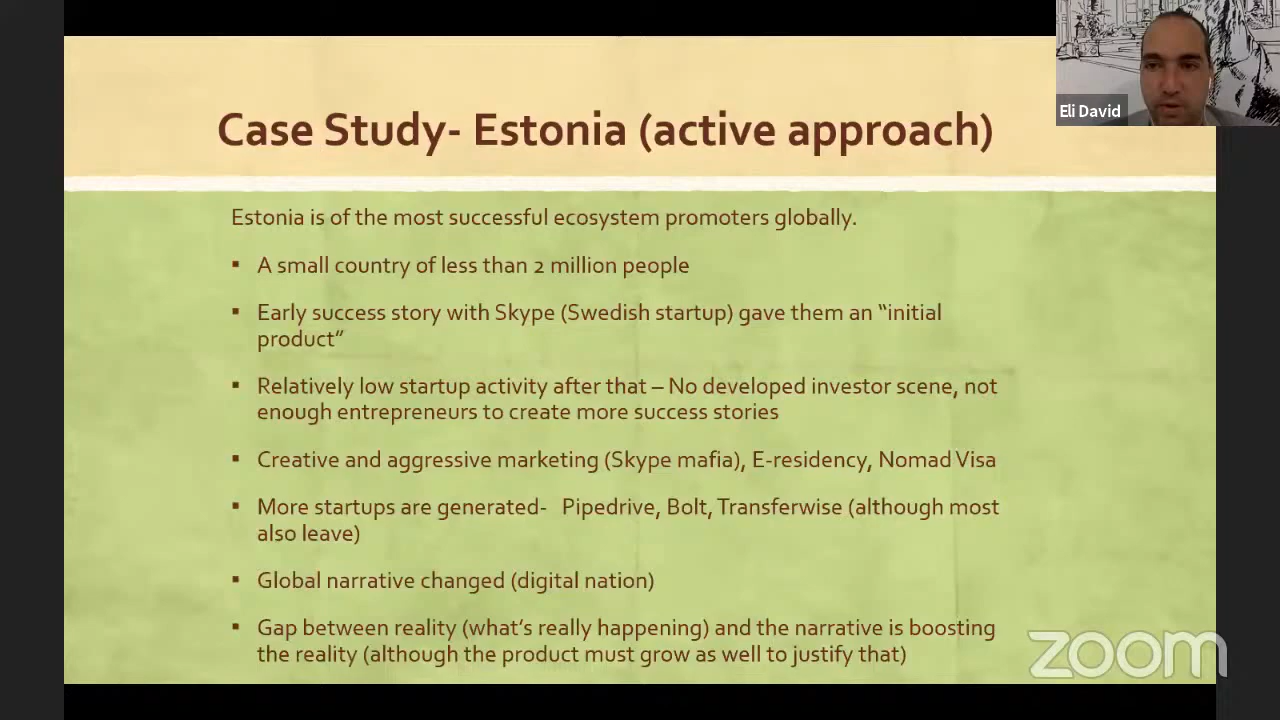 Eli David
Case Study- Estonia (active approach)
Estonia is of the most successful ecosystem promoters globally.
▪ A small country of less than 2 million people
▪ Early success story with Skype (Swedish startup) gave them an “initial
product”
▪ Relatively low startup activity after that – No developed investor scene, not
enough entrepreneurs to create more success stories
▪ Creative and aggressive marketing (Skype mafia), E-residency, Nomad Visa
▪ More startups are generated- Pipedrive, Bolt, Transferwise (although most
also leave)
▪ Global narrative changed (digital nation)
▪ Gap between reality (what’s really happening) and the narrative is boosting
the reality (although the product must grow as well to justify that)
zoom